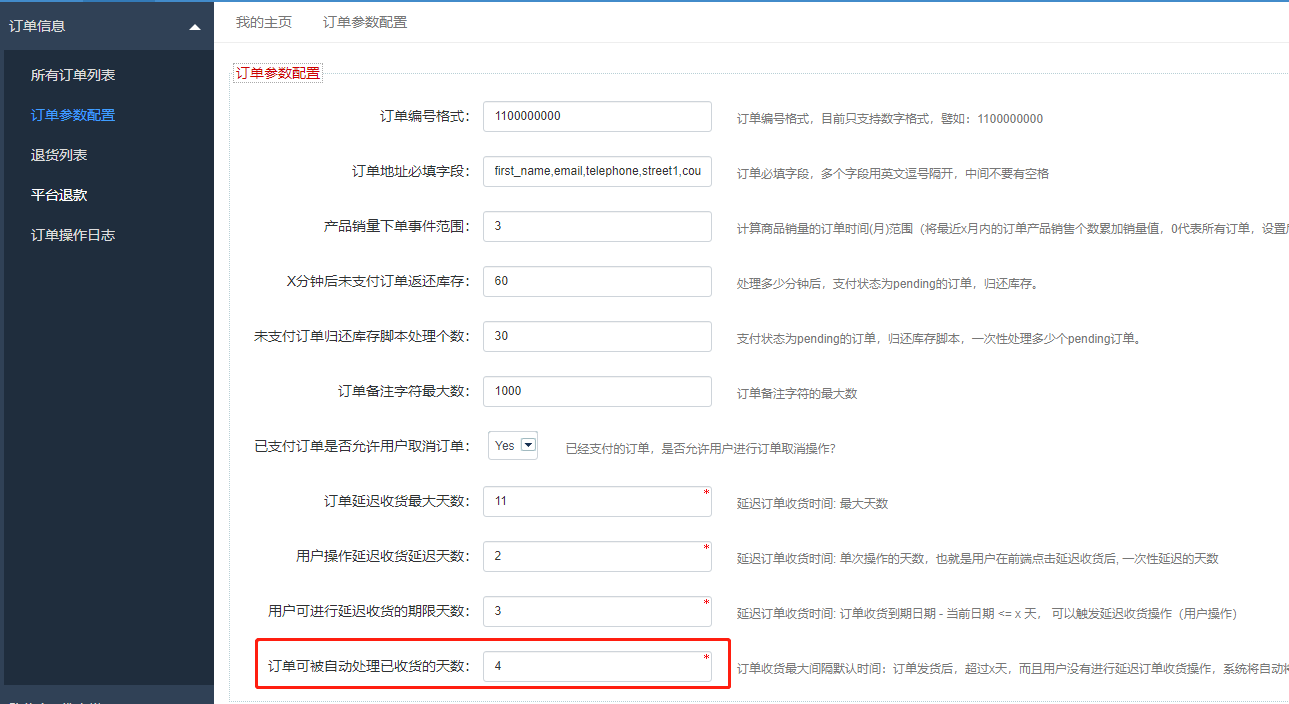 订单信息
我的主页 订单参数配置
所有订单列表
订单参数配置
退货列表
平台退款
订单操作日志
订单参数配置
订单编号格式： 1100000000 订单编号格式，目前只支持数字格式，譬如：1100000000
订单地址必填字段： first_name,email,telephone,street1,cou 订单必填字段，多个字段用英文逗号隔开，中间不要有空格
产品销量下单事件范围： 3 计算商品销量的订单时间(月)范围（将最近x月内的订单产品销售个数累加销量值，0代表所有订单，设置
X分钟后未支付订单返还库存： 60 处理多少分钟后，支付状态为pending的订单，归还库存。
未支付订单归还库存脚本处理个数： 30 支付状态为pending的订单，归还库存脚本，一次性处理多少个pending订单。
订单备注字符最大数： 1000 订单备注字符的最大数
已支付订单是否允许用户取消订单： Yes 已经支付的订单，是否允许用户进行订单取消操作?
订单延迟收货最大天数： 11 * 延迟订单收货时间: 最大天数
用户操作延迟收货延迟天数： 2 * 延迟订单收货时间: 单次操作的天数，也就是用户在前端点击延迟收货后, 一次性延迟的天数
用户可进行延迟收货的期限天数： 3 * 延迟订单收货时间: 订单收货到期日期 - 当前日期 <= x 天， 可以触发延迟收货操作（用户操作）
订单可被自动处理已收货的天数： 4 * 订单收货最大间隔默认时间：订单发货后，超过x天，而且用户没有进行延迟订单收货操作，系统将自动